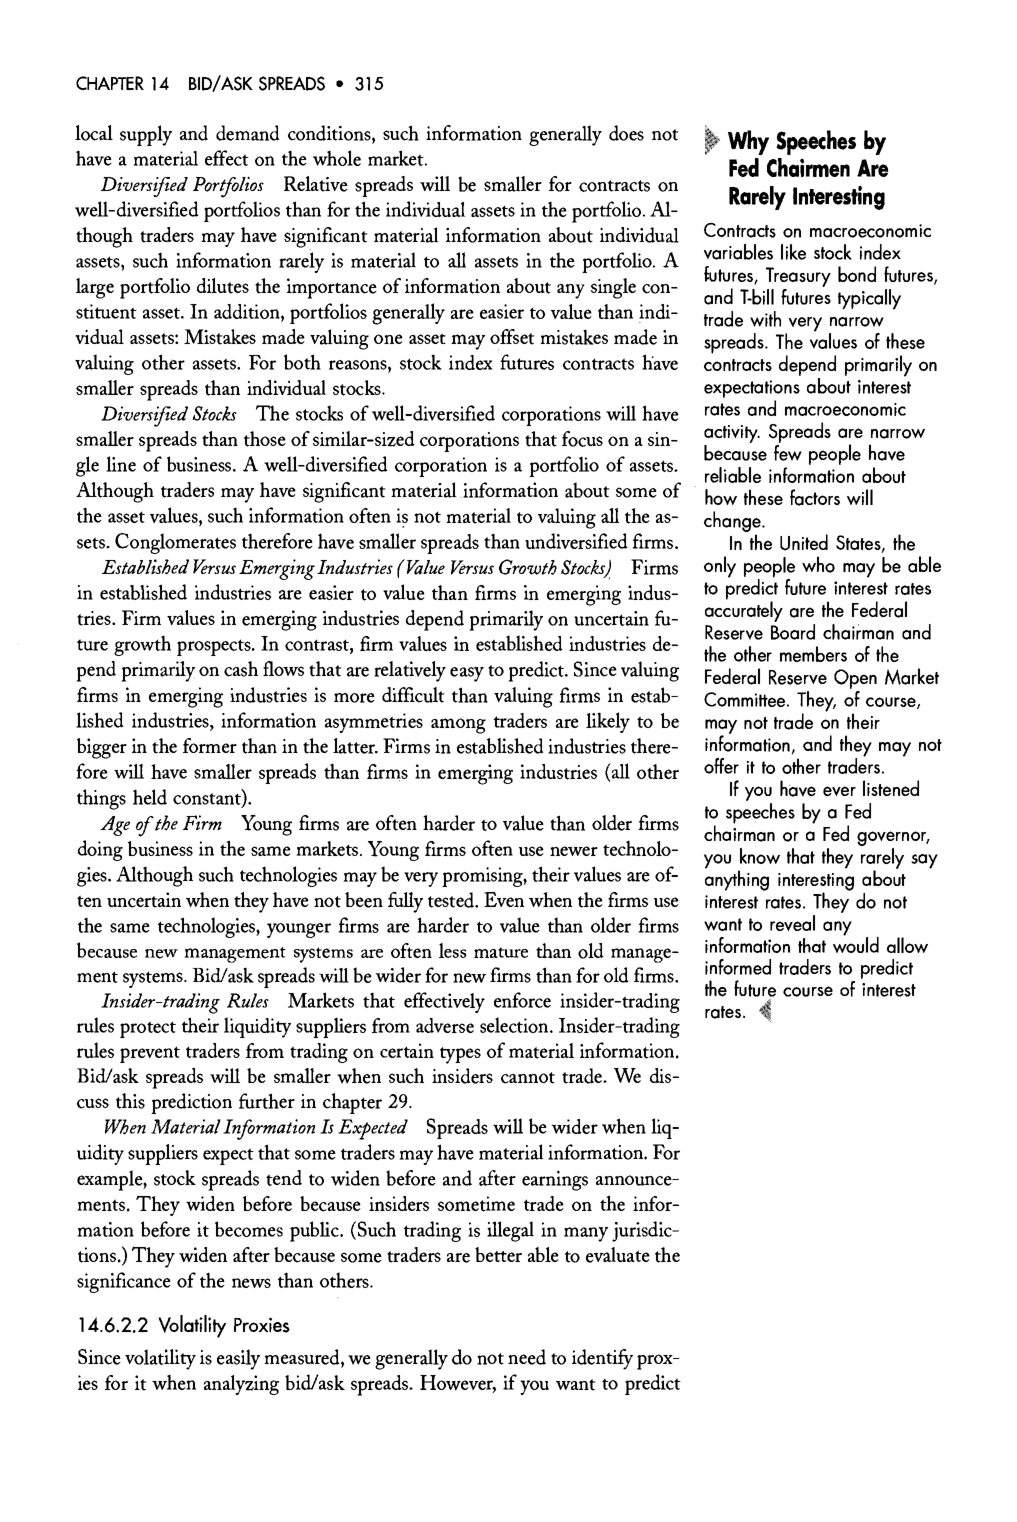 CHAPTER 14 BID/ASK SPREADS • 315
local supply and demand conditions, such information generally does not
have a material effect on the whole market.
Diversified Portfolios Relative spreads will be smaller for contracts on
well-diversified portfolios than for the individual assets in the portfolio. Al-
though traders may have significant material information about individual
assets, such information rarely is material to all assets in the portfolio. A
large portfolio dilutes the importance of information about any single con-
stituent asset. In addition, portfolios generally are easier to value than indi-
vidual assets: Mistakes made valuing one asset may offset mistakes made in
valuing other assets. For both reasons, stock index futures contracts have
smaller spreads than individual stocks.
Diversified Stocks The stocks of well-diversified corporations will have
smaller spreads than those of similar-sized corporations that focus on a sin-
gle line of business. A well-diversified corporation is a portfolio of assets.
Although traders may have significant material information about some of
the asset values, such information often is not material to valuing all the as-
sets. Conglomerates therefore have smaller spreads than undiversified firms.
Established Versus Emerging Industries (Value Versus Growth Stocks) Firms
in established industries are easier to value than firms in emerging indus-
tries. Firm values in emerging industries depend primarily on uncertain fu-
ture growth prospects. In contrast, firm values in established industries de-
pend primarily on cash flows that are relatively easy to predict. Since valuing
firms in emerging industries is more difficult than valuing firms in estab-
lished industries, information asymmetries among traders are likely to be
bigger in the former than in the latter. Firms in established industries there-
fore will have smaller spreads than firms in emerging industries (all other
things held constant).
Age of the Firm Young firms are often harder to value than older firms
doing business in the same markets. Young firms often use newer technolo-
gies. Although such technologies may be very promising, their values are of-
ten uncertain when they have not been fully tested. Even when the firms use
the same technologies, younger firms are harder to value than older firms
because new management systems are often less mature than old manage-
ment systems. Bid/ask spreads will be wider for new firms than for old firms.
Insider-trading Rules Markets that effectively enforce insider-trading
rules protect their liquidity suppliers from adverse selection. Insider-trading
rules prevent traders from trading on certain types of material information.
Bid/ask spreads will be smaller when such insiders cannot trade. We dis-
cuss this prediction further in chapter 29.
When Material Information Is Expected Spreads will be wider when liq-
uidity suppliers expect that some traders may have material information. For
example, stock spreads tend to widen before and after earnings announce-
ments. They widen before because insiders sometime trade on the infor-
mation before it becomes public. (Such trading is illegal in many jurisdic-
tions.) They widen after because some traders are better able to evaluate the
significance of the news than others.
14.6.2.2 Volatility Proxies
Since volatility is easily measured, we generally do not need to identify prox-
ies for it when analyzing bid/ask spreads. However, if you want to predict
Why Speeches by
Fed Chairmen Are
Rarely Interesting
Contracts on macroeconomic
variables like stock index
futures, Treasury bond futures,
and T-bill futures typically
trade with very narrow
spreads. The values of these
contracts depend primarily on
expectations about interest
rates and macroeconomic
activity. Spreads are narrow
because few people have
reliable information about
how these factors will
change.
In the United States, the
only people who may be able
to predict future interest rates
accurately are the Federal
Reserve Board chairman and
the other members of the
Federal Reserve Open Market
Committee. They, of course,
may not trade on their
information, and they may not
offer it to other traders.
If you have ever listened
to speeches by a Fed
chairman or a Fed governor,
you know that they rarely say
anything interesting about
interest rates. They do not
want to reveal any
information that would allow
informed traders to predict
the future course of interest
rates.